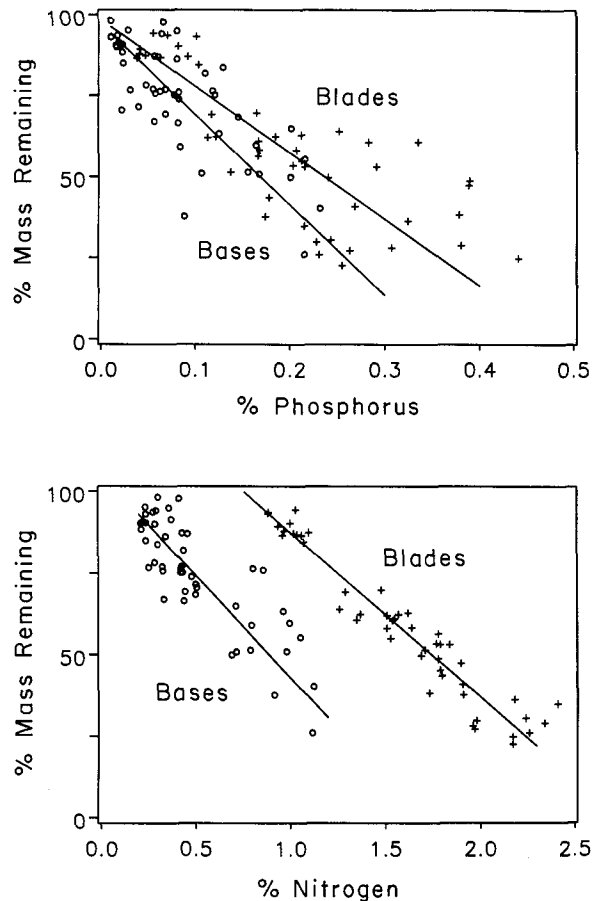 % Mass Remaining
100
50
0
Blades
Bases
0.0 0.1 0.2 0.3 0.4 0.5
% Phosphorus
% Mass Remaining
100
50
0
Blades
Bases
0.0 0.5 1.0 1.5 2.0 2.5
% Nitrogen